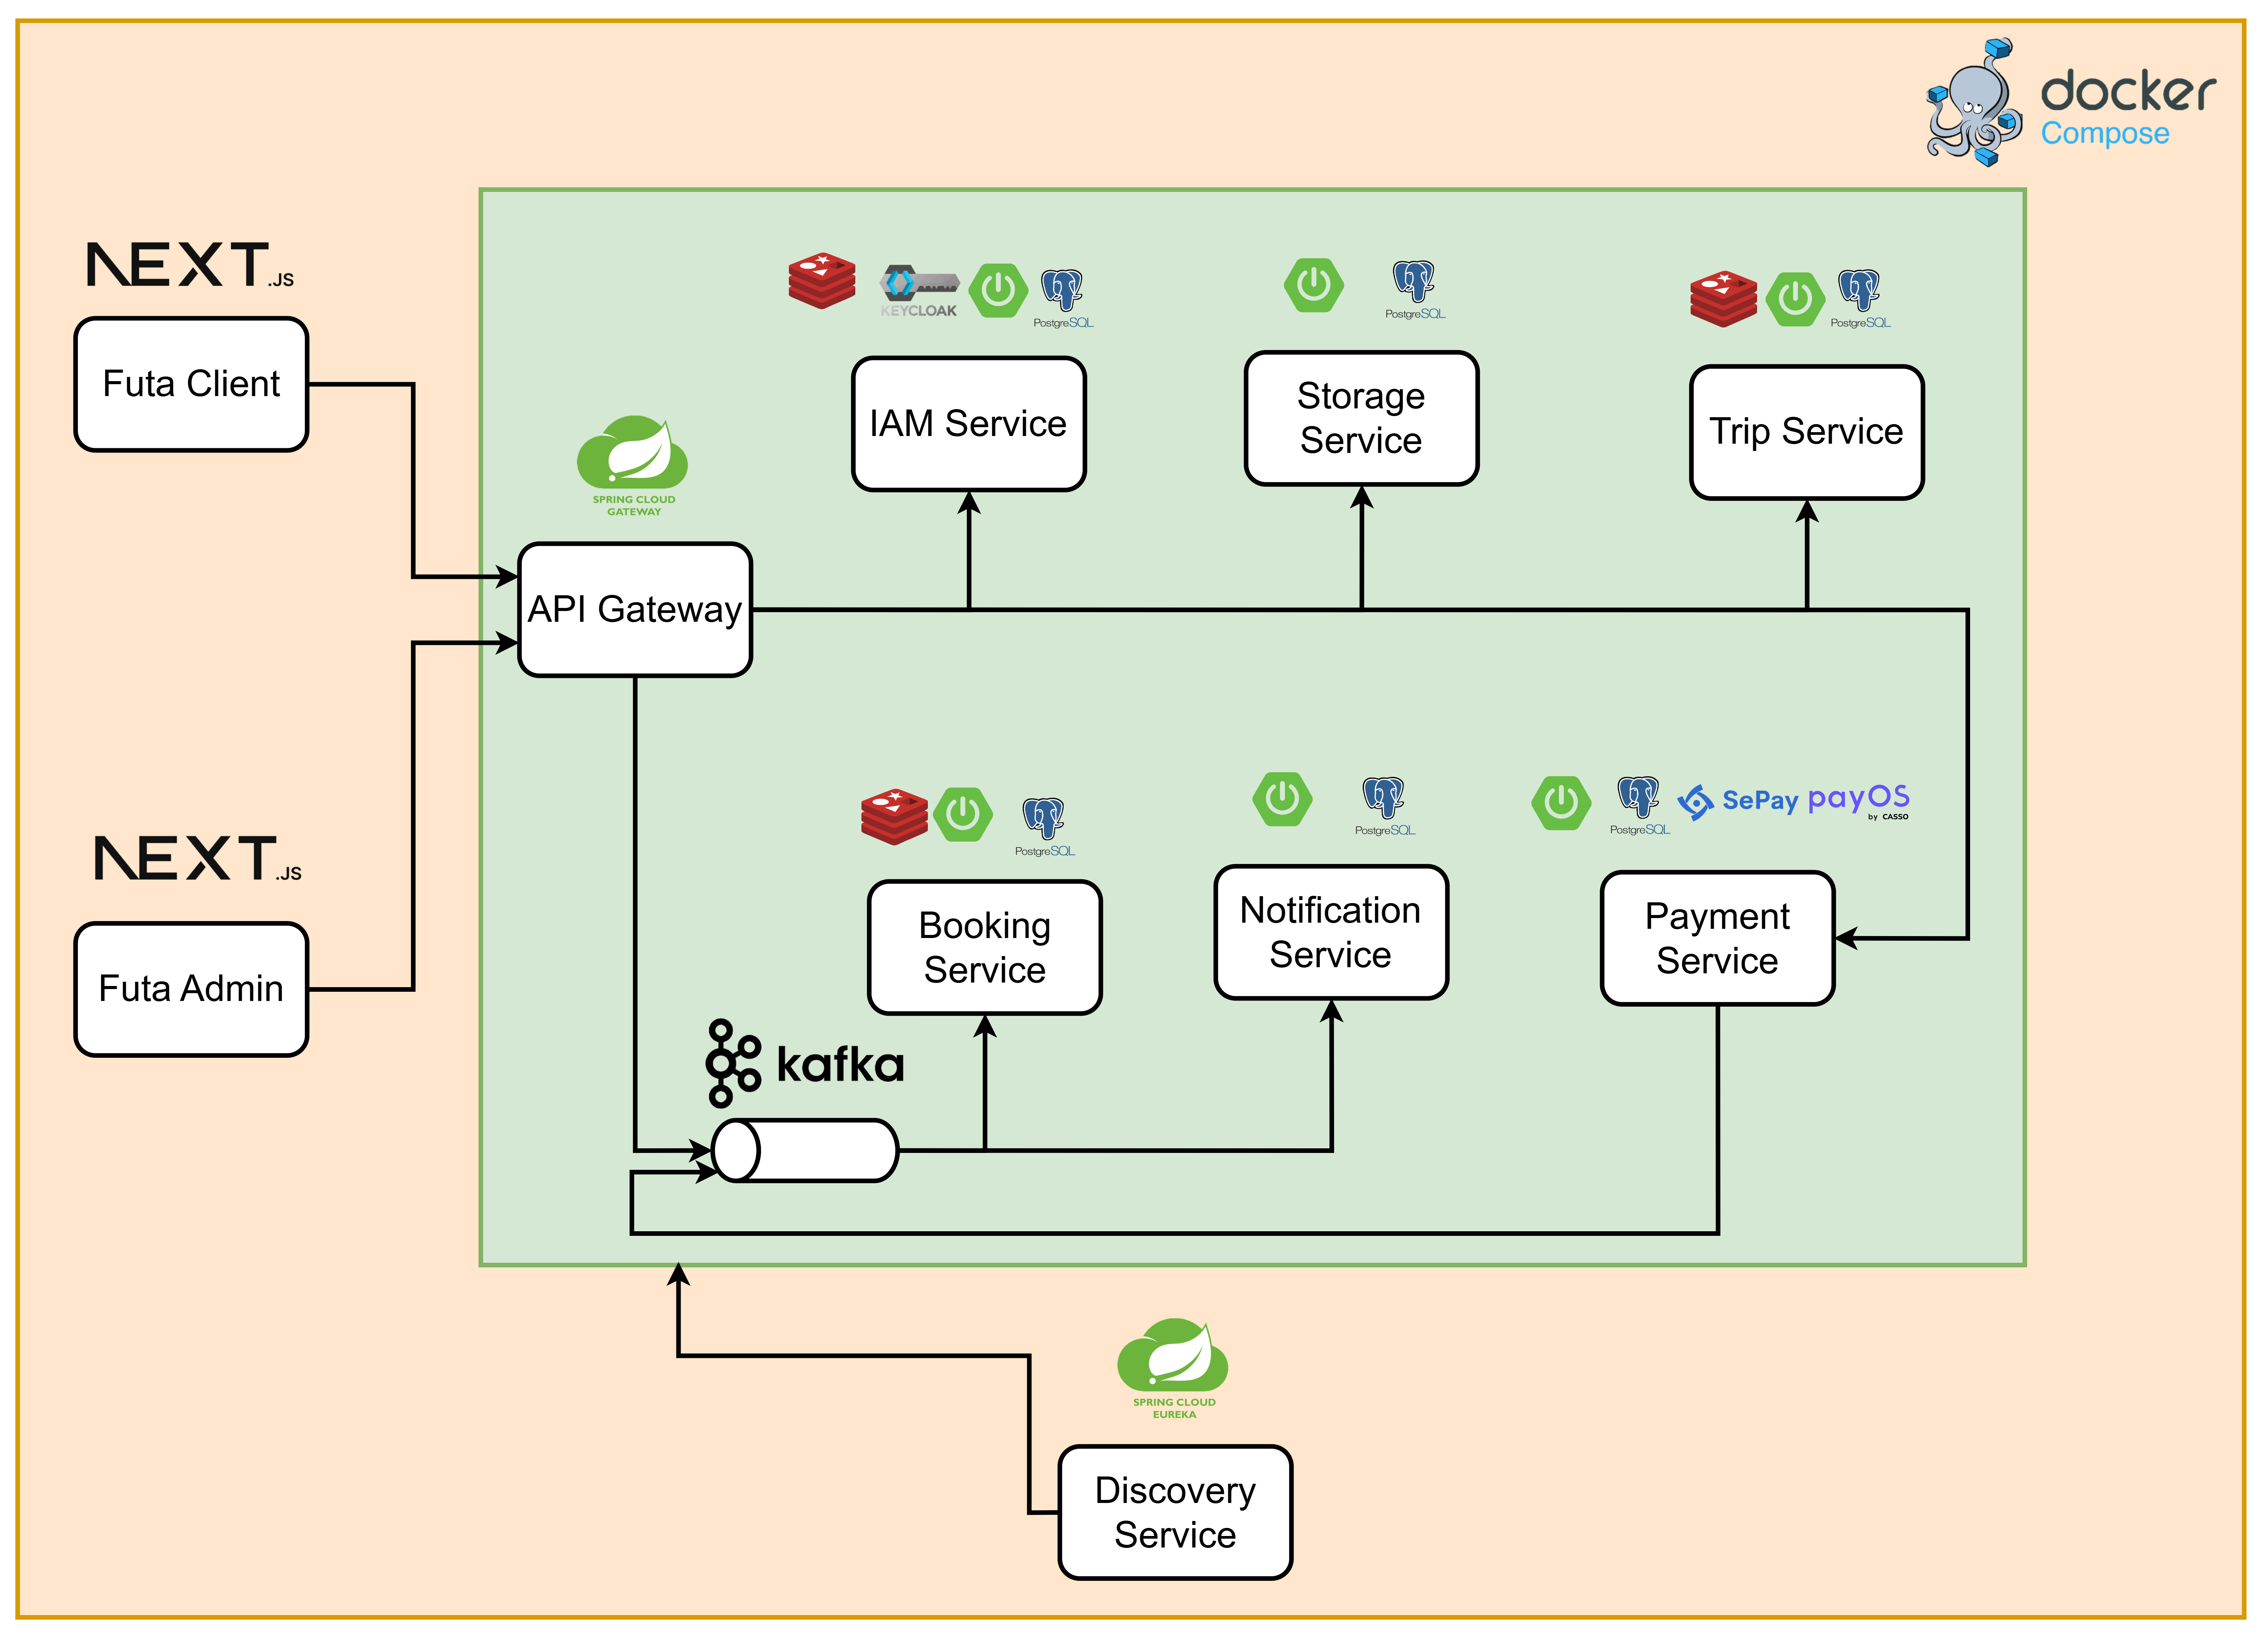 docker
Compose
NEXT.JS
Futa Client
KEYCLOAK
PostgreSQL
IAM Service
PostgreSQL
Storage
Service
PostgreSQL
Trip Service
SPRING CLOUD
GATEWAY
API Gateway
NEXT.JS
Futa Admin
PostgreSQL
Booking
Service
PostgreSQL
Notification
Service
PostgreSQL
SePay
payOS
by CASSO
Payment
Service
kafka
SPRING CLOUD
EUREKA
Discovery
Service